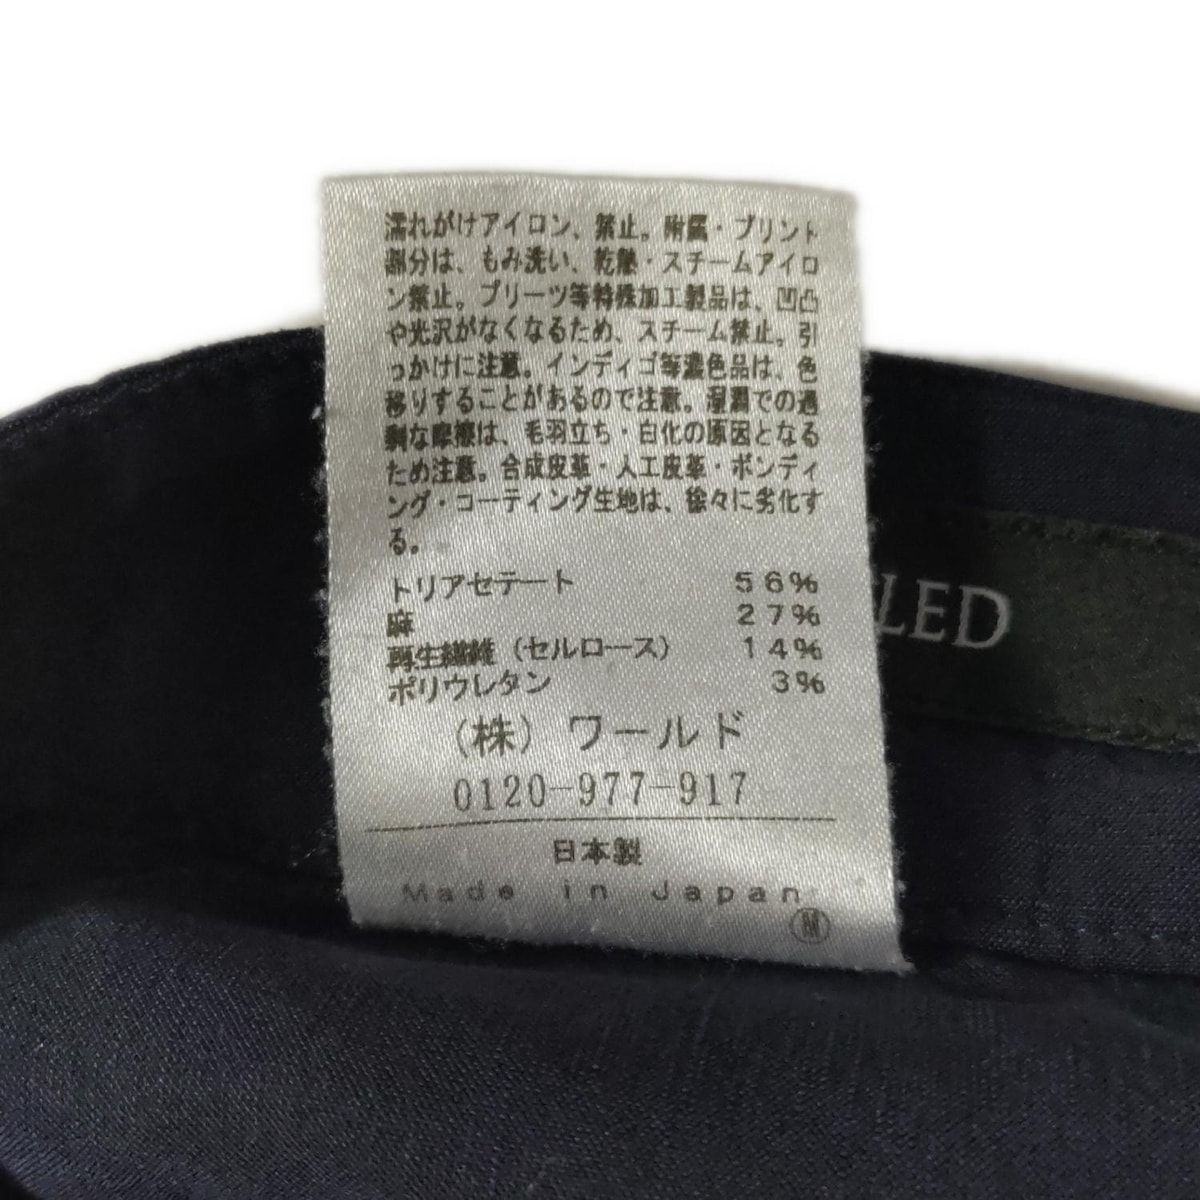 濡れがけアイロン、禁止。附属・プリント
部分は、もみ洗い、乾燥・スチームアイロ
ン禁止。プリーツ等特殊加工製品は、凹凸
や光沢がなくなるため、スチーム禁止。引
っかけに注意。インディゴ等濃色品は、色
移りすることがあるので注意。湿潤での過
剰な摩擦は、毛羽立ち・白化の原因となる
ため注意。合成皮革・人工皮革・ボンディ
ング・コーティング生地は、徐々に劣化す
る。
トリアセテート 56%
麻 27%
再生繊維(セルロース) 14%
ポリウレタン 3%
(株)ワールド
0120-977-917
日本製
Made in Japan
M
LED